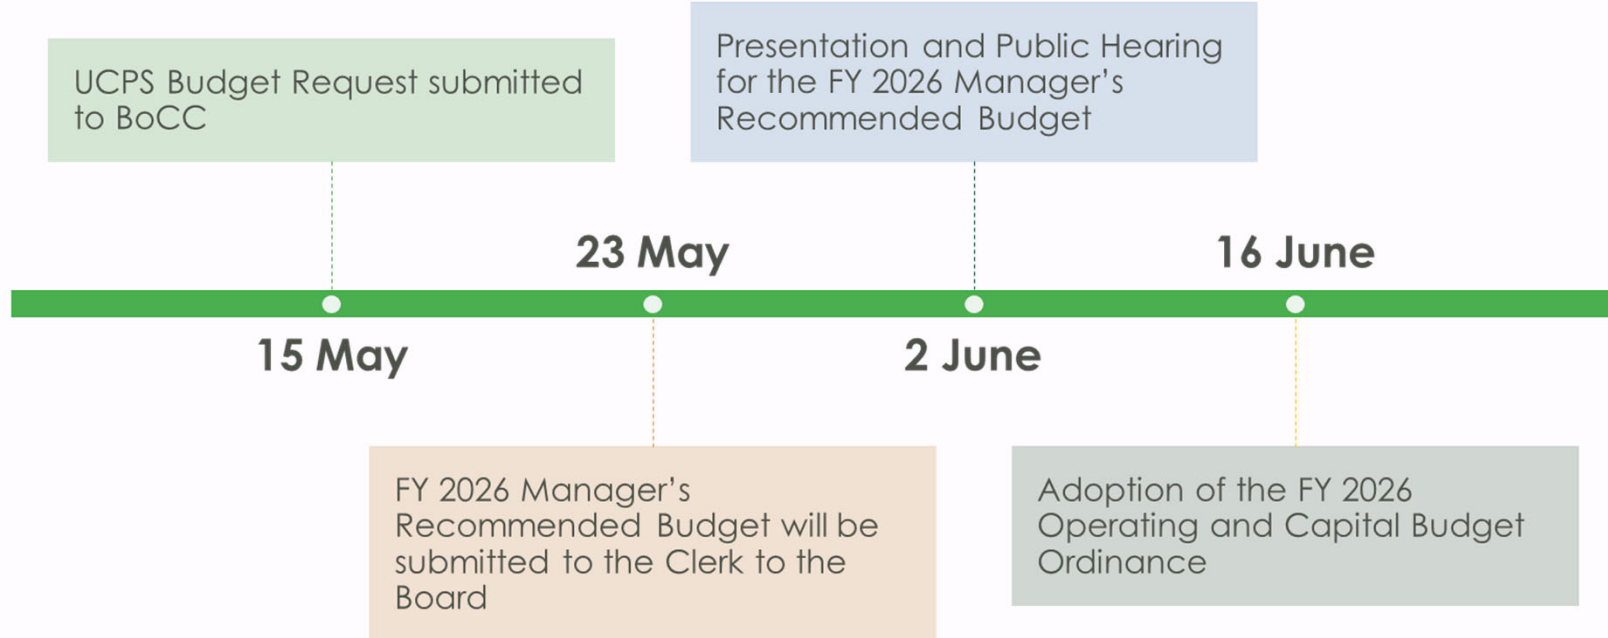 UCPS Budget Request submitted
to BoCC
Presentation and Public Hearing
for the FY 2026 Manager’s
Recommended Budget
23 May
16 June
15 May
2 June
FY 2026 Manager’s
Recommended Budget will be
submitted to the Clerk to the
Board
Adoption of the FY 2026
Operating and Capital Budget
Ordinance